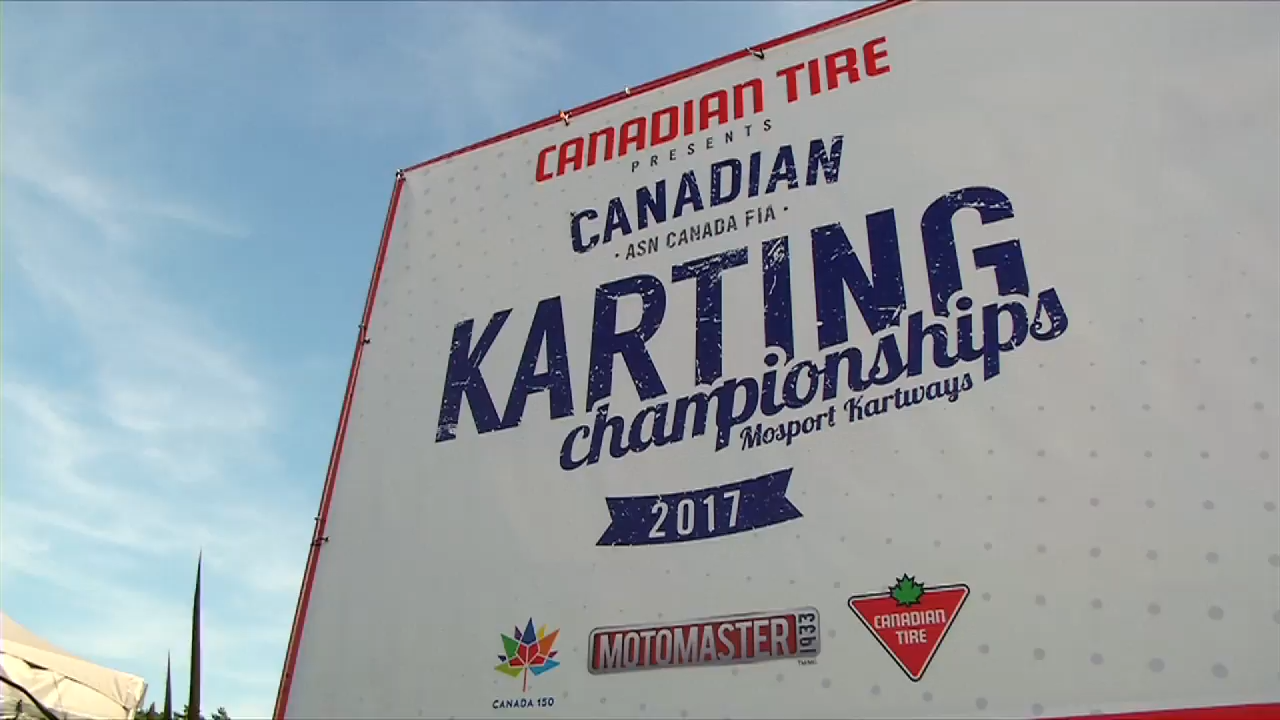 CANADIAN TIRE
PRESENTS
CANADIAN
• ASN CANADA FIA •
KARTING
championships
Mosport Kartways
2017
CANADA 150
MOTOMASTER 1933
CANADIAN
TIRE